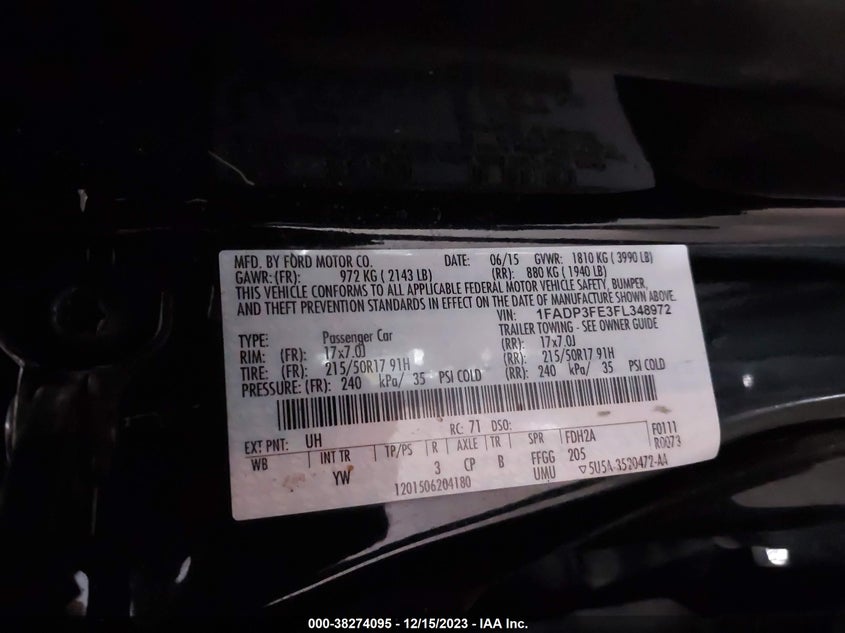 MFD. BY FORD MOTOR CO. DATE: 06/15 GVWR: 1810 KG ( 3990 LB)
GAWR: (FR): 972 KG ( 2143 LB) (RR): 880 KG ( 1940 LB)
THIS VEHICLE CONFORMS TO ALL APPLICABLE FEDERAL MOTOR VEHICLE SAFETY, BUMPER,
AND THEFT PREVENTION STANDARDS IN EFFECT ON THE DATE OF MANUFACTURE SHOWN ABOVE.
VIN: 1FADP3FE3FL348972
TYPE: Passenger Car TRAILER TOWING - SEE OWNER GUIDE
RIM: (FR): 17x7.0J (RR): 17x7.0J
TIRE: (FR): 215/50R17 91H (RR): 215/50R17 91H
PRESSURE: (FR): 240 kPa/ 35 PSI COLD (RR): 240 kPa/ 35 PSI COLD
EXT PNT: UH RC: 71 DSO: F0111
WB INT TR TP/PS R AXLE TR SPR FDH2A R0073
YW 3 CP B FFGG 205
1201506204180 UMU ▽5U5A-3520472-AA
000-38274095 - 12/15/2023 - IAA Inc.